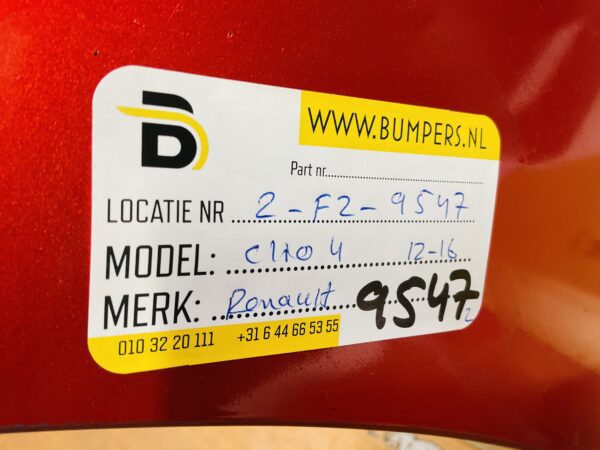 WWW.BUMPERS.NL
Part nr.
LOCATIE NR 2-F2-9547
MODEL: clio 4 12-16
MERK: Renault 9547 2
010 32 20 111 +31 6 44 66 53 55